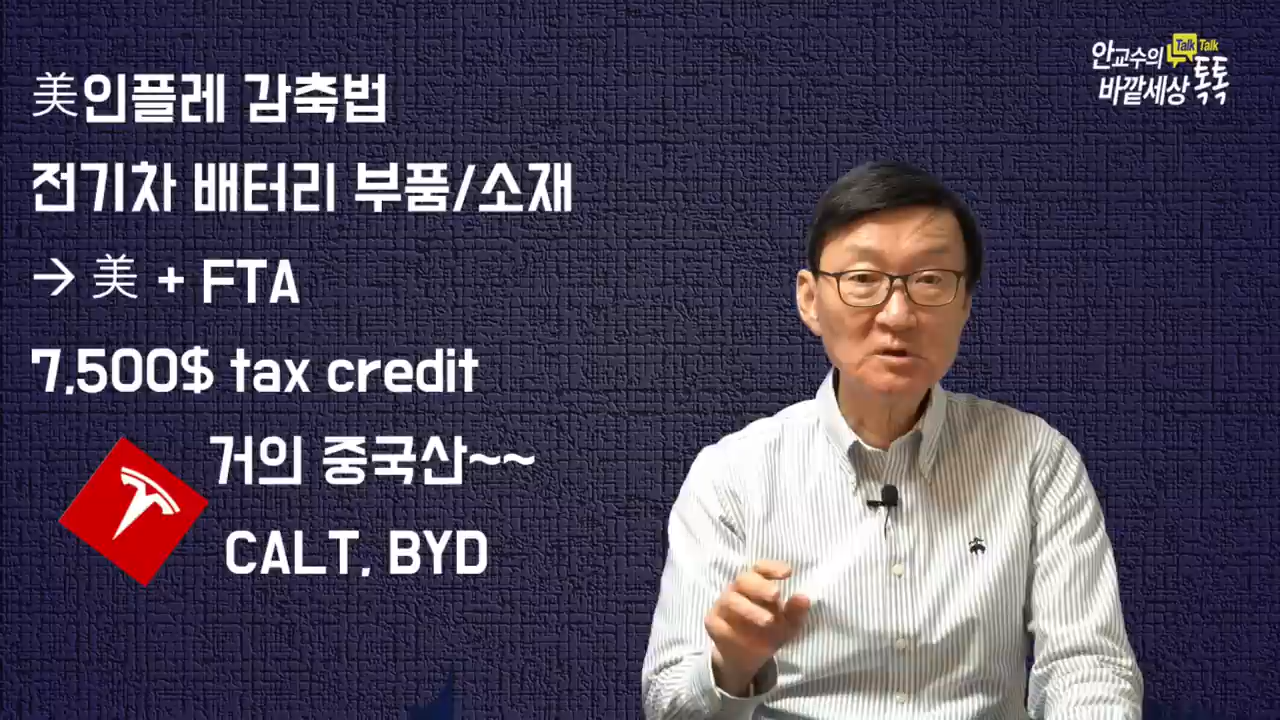 美인플레 감축법
전기차 배터리 부품/소재
→ 美 + FTA
7,500$ tax credit
거의 중국산~~
CALT, BYD
안교수의 Talk Talk
바깥세상 톡톡